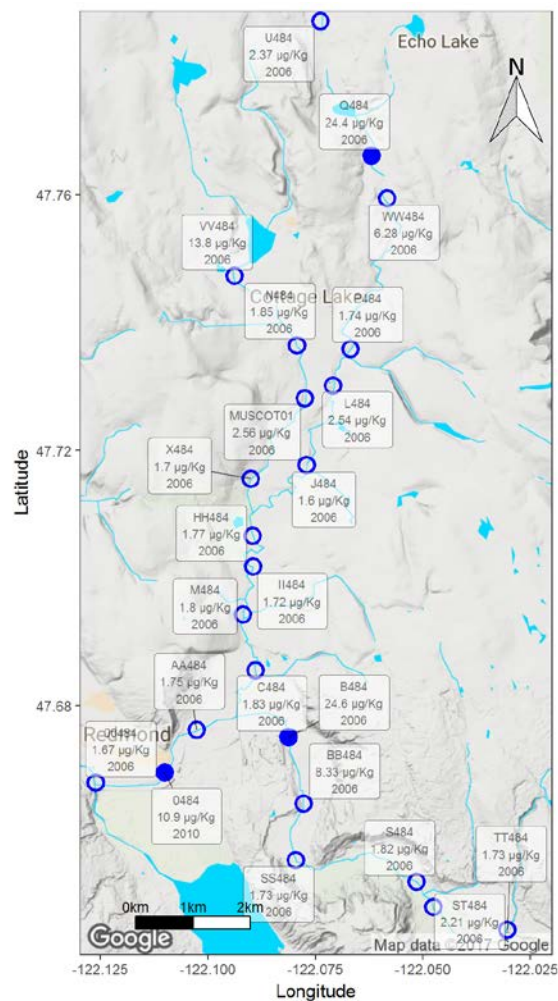 U484
2.37 µg/Kg
2006
Echo Lake
N
Q484
24.4 µg/Kg
2006
47.76
WW484
6.28 µg/Kg
2006
VV484
13.8 µg/Kg
2006
Cottage Lake
N484
1.85 µg/Kg
2006
P484
1.74 µg/Kg
2006
L484
2.54 µg/Kg
2006
MUSCOT01
2.56 µg/Kg
2006
47.72
X484
1.7 µg/Kg
2006
J484
1.6 µg/Kg
2006
Latitude
HH484
1.77 µg/Kg
2006
II484
1.72 µg/Kg
2006
M484
1.8 µg/Kg
2006
AA484
1.75 µg/Kg
2006
C484
1.83 µg/Kg
2006
B484
24.6 µg/Kg
2006
47.68
Redmond
1.67 µg/Kg
2006
BB484
8.33 µg/Kg
2006
0484
10.9 µg/Kg
2010
S484
1.82 µg/Kg
2006
TT484
1.73 µg/Kg
2006
SS484
1.73 µg/Kg
2006
ST484
2.21 µg/Kg
2006
0km 1km 2km
Google
Map data ©2017 Google
-122.125 -122.100 -122.075 -122.050 -122.025
Longitude